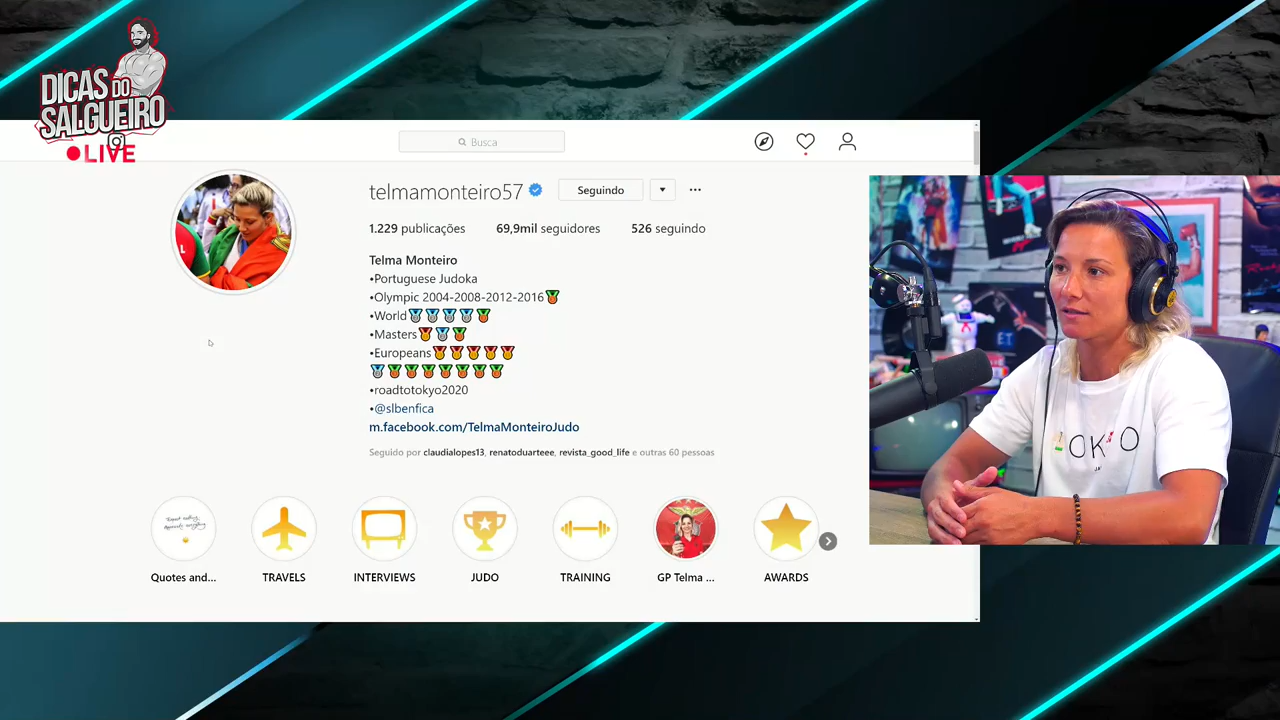 DICAS DO
SALGUEIRO
LIVE
Busca
telmamonteiro57
Seguindo
1.229 publicações
69,9mil seguidores
526 seguindo
Telma Monteiro
•Portuguese Judoka
•Olympic 2004-2008-2012-2016🥉
•World🥈🥈🥈🥈🥉
•Masters🥇🥈🥉
•Europeans🥇🥇🥇🥇🥇
🥈🥉🥉🥉🥉🥉🥉🥉
•roadtotokyo2020
•@slbenfica
m.facebook.com/TelmaMonteiroJudo
Seguido por claudialopes13, renatoduarteee, revista_good_life e outras 60 pessoas
Quotes and...
TRAVELS
INTERVIEWS
JUDO
TRAINING
GP Telma ...
AWARDS
ET